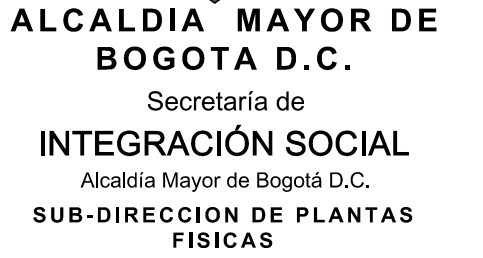 ALCALDIA MAYOR DE
BOGOTA D.C.
Secretaría de
INTEGRACIÓN SOCIAL
Alcaldía Mayor de Bogotá D.C.
SUB-DIRECCION DE PLANTAS
FISICAS